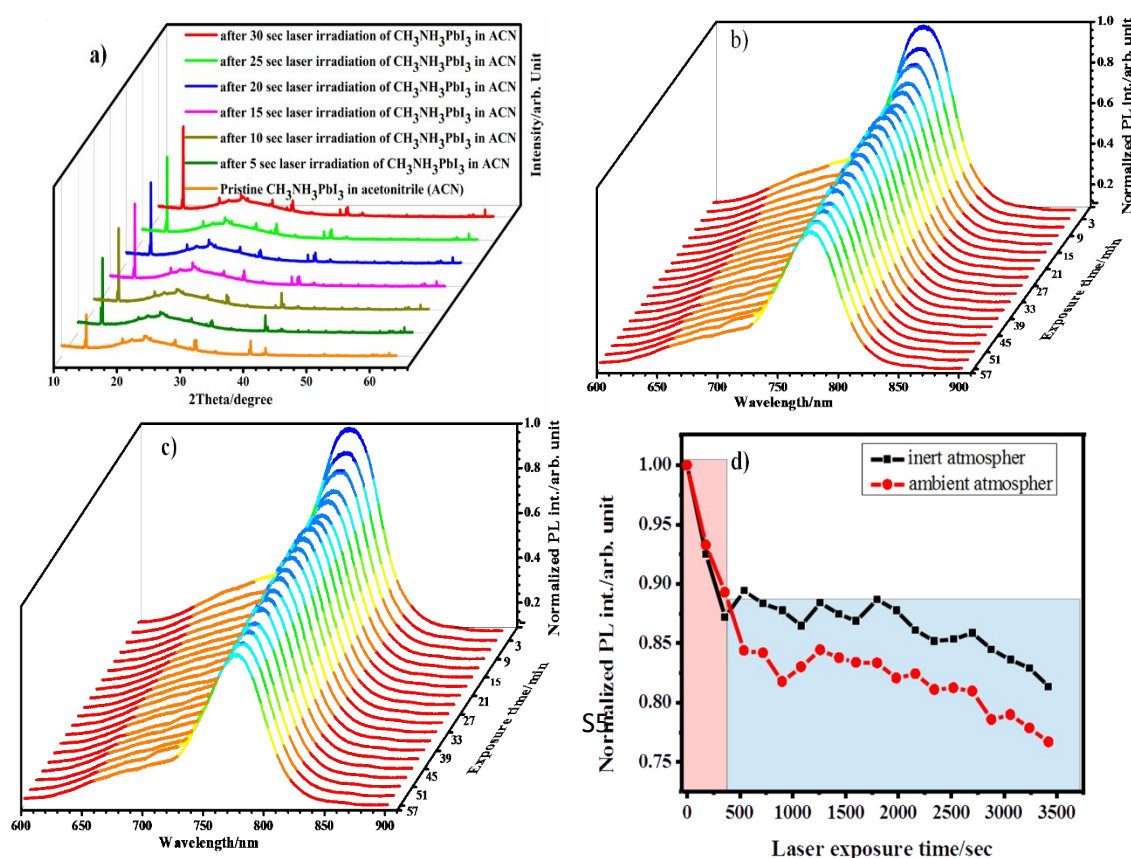 a)
after 30 sec laser irradiation of CH3NH3PbI3 in ACN
after 25 sec laser irradiation of CH3NH3PbI3 in ACN
after 20 sec laser irradiation of CH3NH3PbI3 in ACN
after 15 sec laser irradiation of CH3NH3PbI3 in ACN
after 10 sec laser irradiation of CH3NH3PbI3 in ACN
after 5 sec laser irradiation of CH3NH3PbI3 in ACN
Pristine CH3NH3PbI3 in acetonitrile (ACN)
Intensity/arb. Unit
10 20 30 40 50 60
2Theta/degree
b)
1.0
0.8
0.6
0.4
0.2
Normalized PL int./arb. unit
3
9
15
21
27
33
39
45
51
57
Exposure time/min
600 700 750 800 850 900
Wavelength/nm
c)
1.0
0.8
0.6
0.4
0.2
Normalized PL int./arb. unit
3
9
15
21
27
33
39
45
51
57
Exposure time/min
600 700 750 800 850 900
Wavelength/nm
d)
inert atmospher
ambient atmospher
1.00
0.95
0.90
0.85
0.80
0.75
Normalized PL int./arb. unit
S5
0 500 1000 1500 2000 2500 3000 3500
Laser exposure time/sec